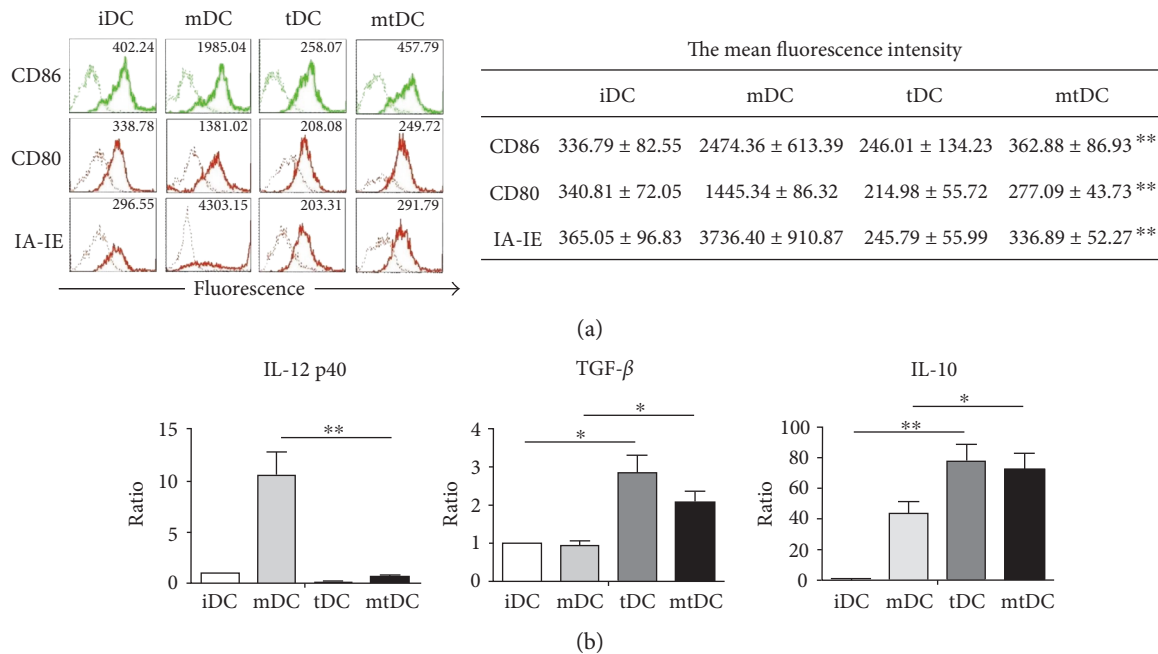 iDC mDC tDC mtDC
CD86 402.24 1985.04 258.07 457.79
CD80 338.78 1381.02 208.08 249.72
IA-IE 296.55 4303.15 203.31 291.79
Fluorescence
The mean fluorescence intensity
iDC mDC tDC mtDC
CD86 336.79 ± 82.55 2474.36 ± 613.39 246.01 ± 134.23 362.88 ± 86.93 **
CD80 340.81 ± 72.05 1445.34 ± 86.32 214.98 ± 55.72 277.09 ± 43.73 **
IA-IE 365.05 ± 96.83 3736.40 ± 910.87 245.79 ± 55.99 336.89 ± 52.27 **
(a)
IL-12 p40
Ratio
15
10
5
0
**
iDC mDC tDC mtDC
TGF-β
Ratio
4
3
2
1
0
*
*
iDC mDC tDC mtDC
IL-10
Ratio
100
80
60
40
20
0
*
**
iDC mDC tDC mtDC
(b)